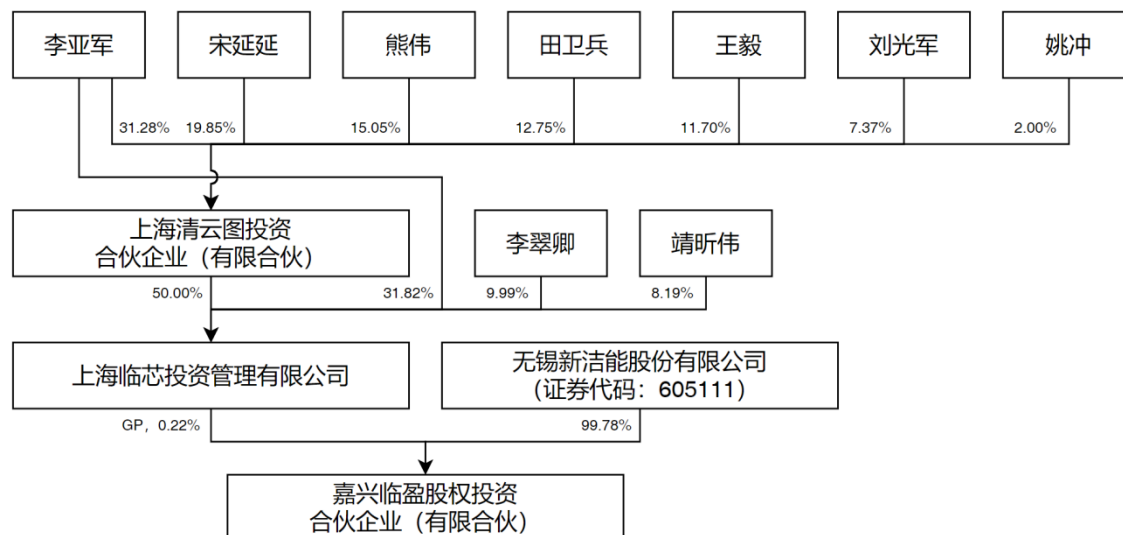 李亚军
宋延延
熊伟
田卫兵
王毅
刘光军
姚冲
31.28%
19.85%
15.05%
12.75%
11.70%
7.37%
2.00%
上海清云图投资
合伙企业（有限合伙）
李翠卿
靖昕伟
50.00%
31.82%
9.99%
8.19%
上海临芯投资管理有限公司
无锡新洁能股份有限公司
（证券代码：605111）
GP，0.22%
99.78%
嘉兴临盈股权投资
合伙企业（有限合伙）